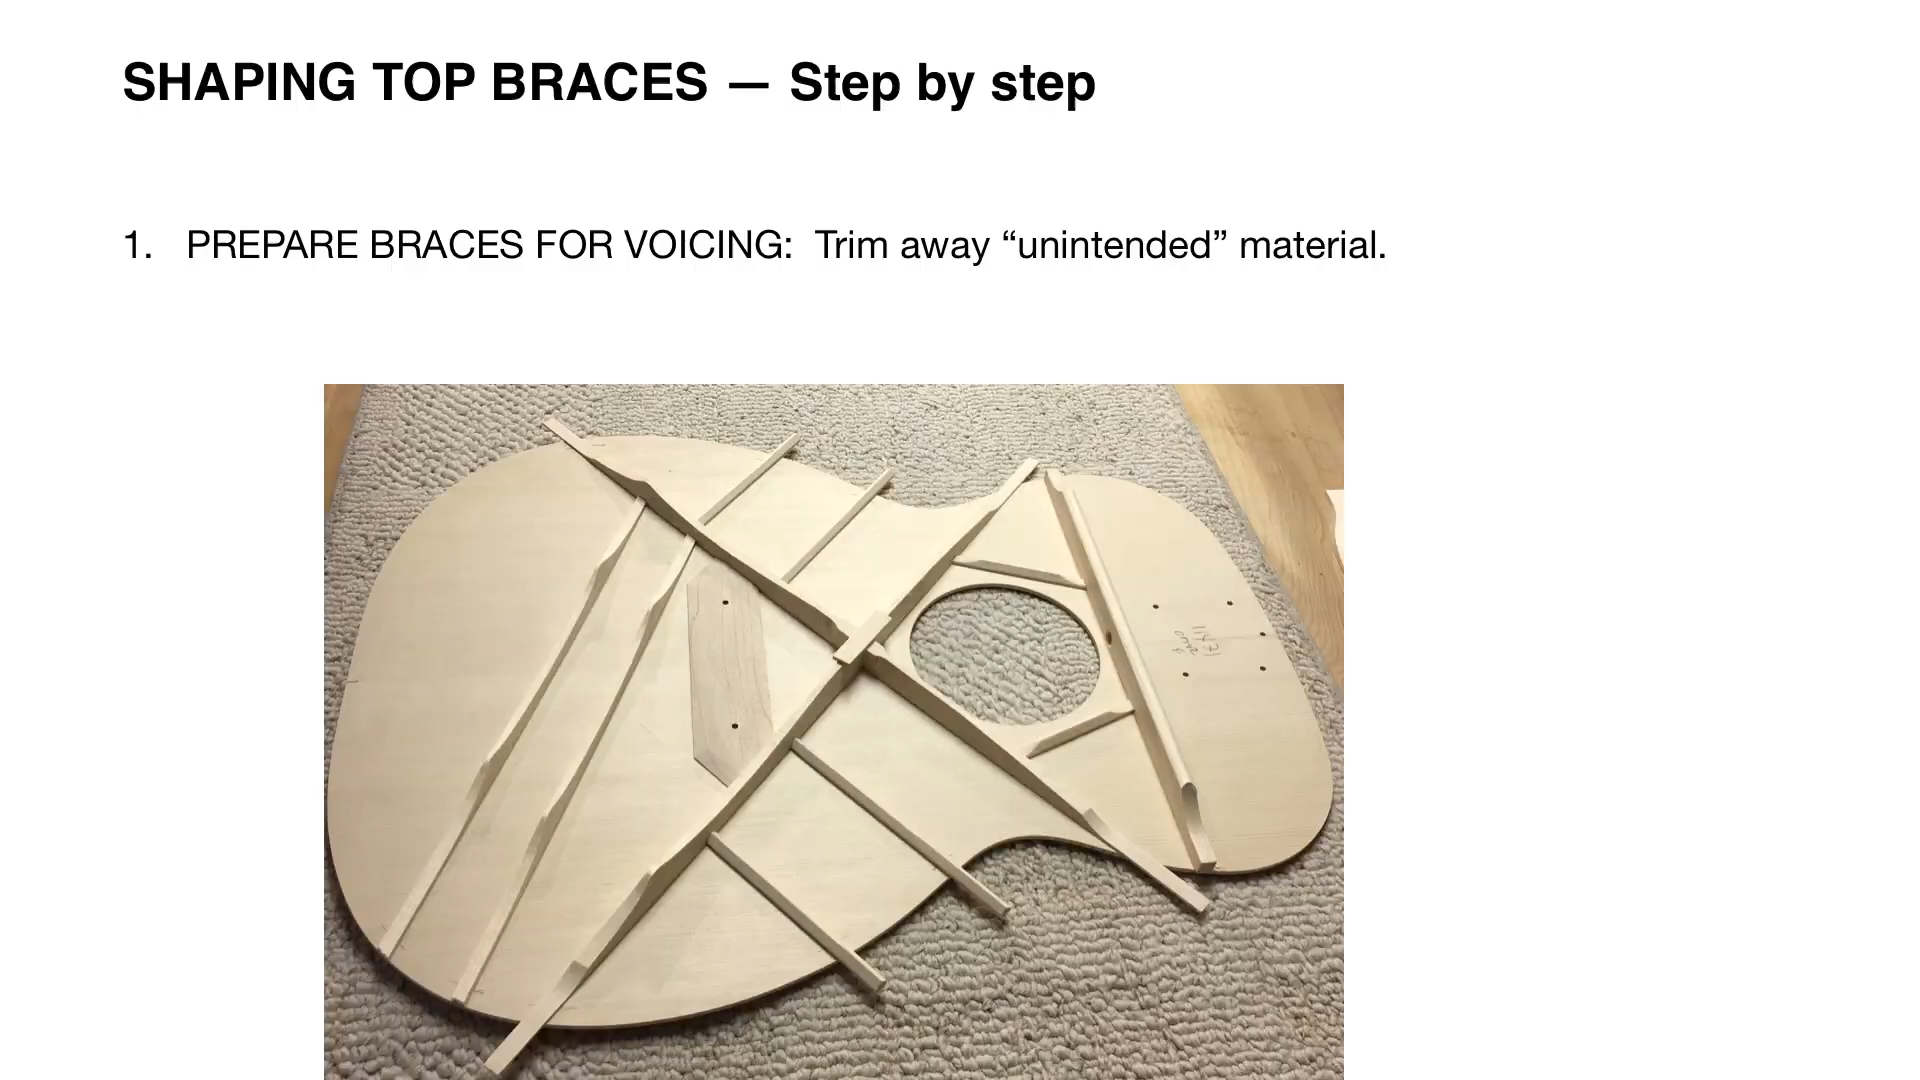 SHAPING TOP BRACES — Step by step
1. PREPARE BRACES FOR VOICING: Trim away “unintended” material.